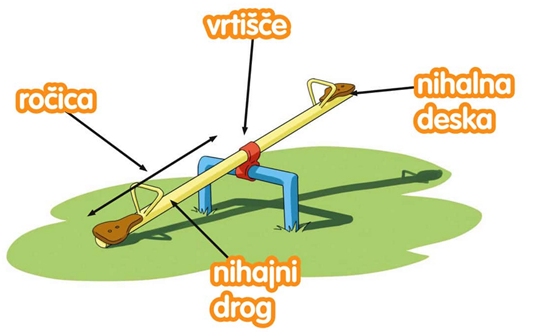 vrtišče
ročica
nihalna
deska
nihajni
drog